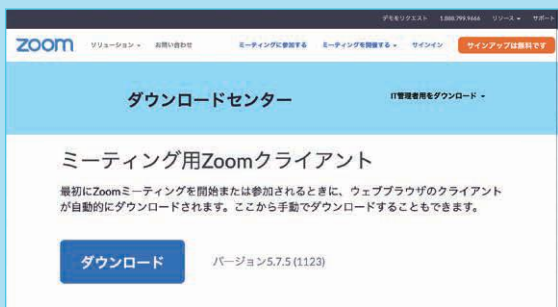 デモをリクエスト 1.888.799.9666 リソース サポート
zoom ソリューション お問い合わせ ミーティングに参加する ミーティングを開催する サインイン サインアップは無料です
ダウンロードセンター IT管理者用をダウンロード
ミーティング用Zoomクライアント
最初にZoomミーティングを開始または参加されるときに、ウェブブラウザのクライアント
が自動的にダウンロードされます。ここから手動でダウンロードすることもできます。
ダウンロード バージョン5.7.5 (1123)